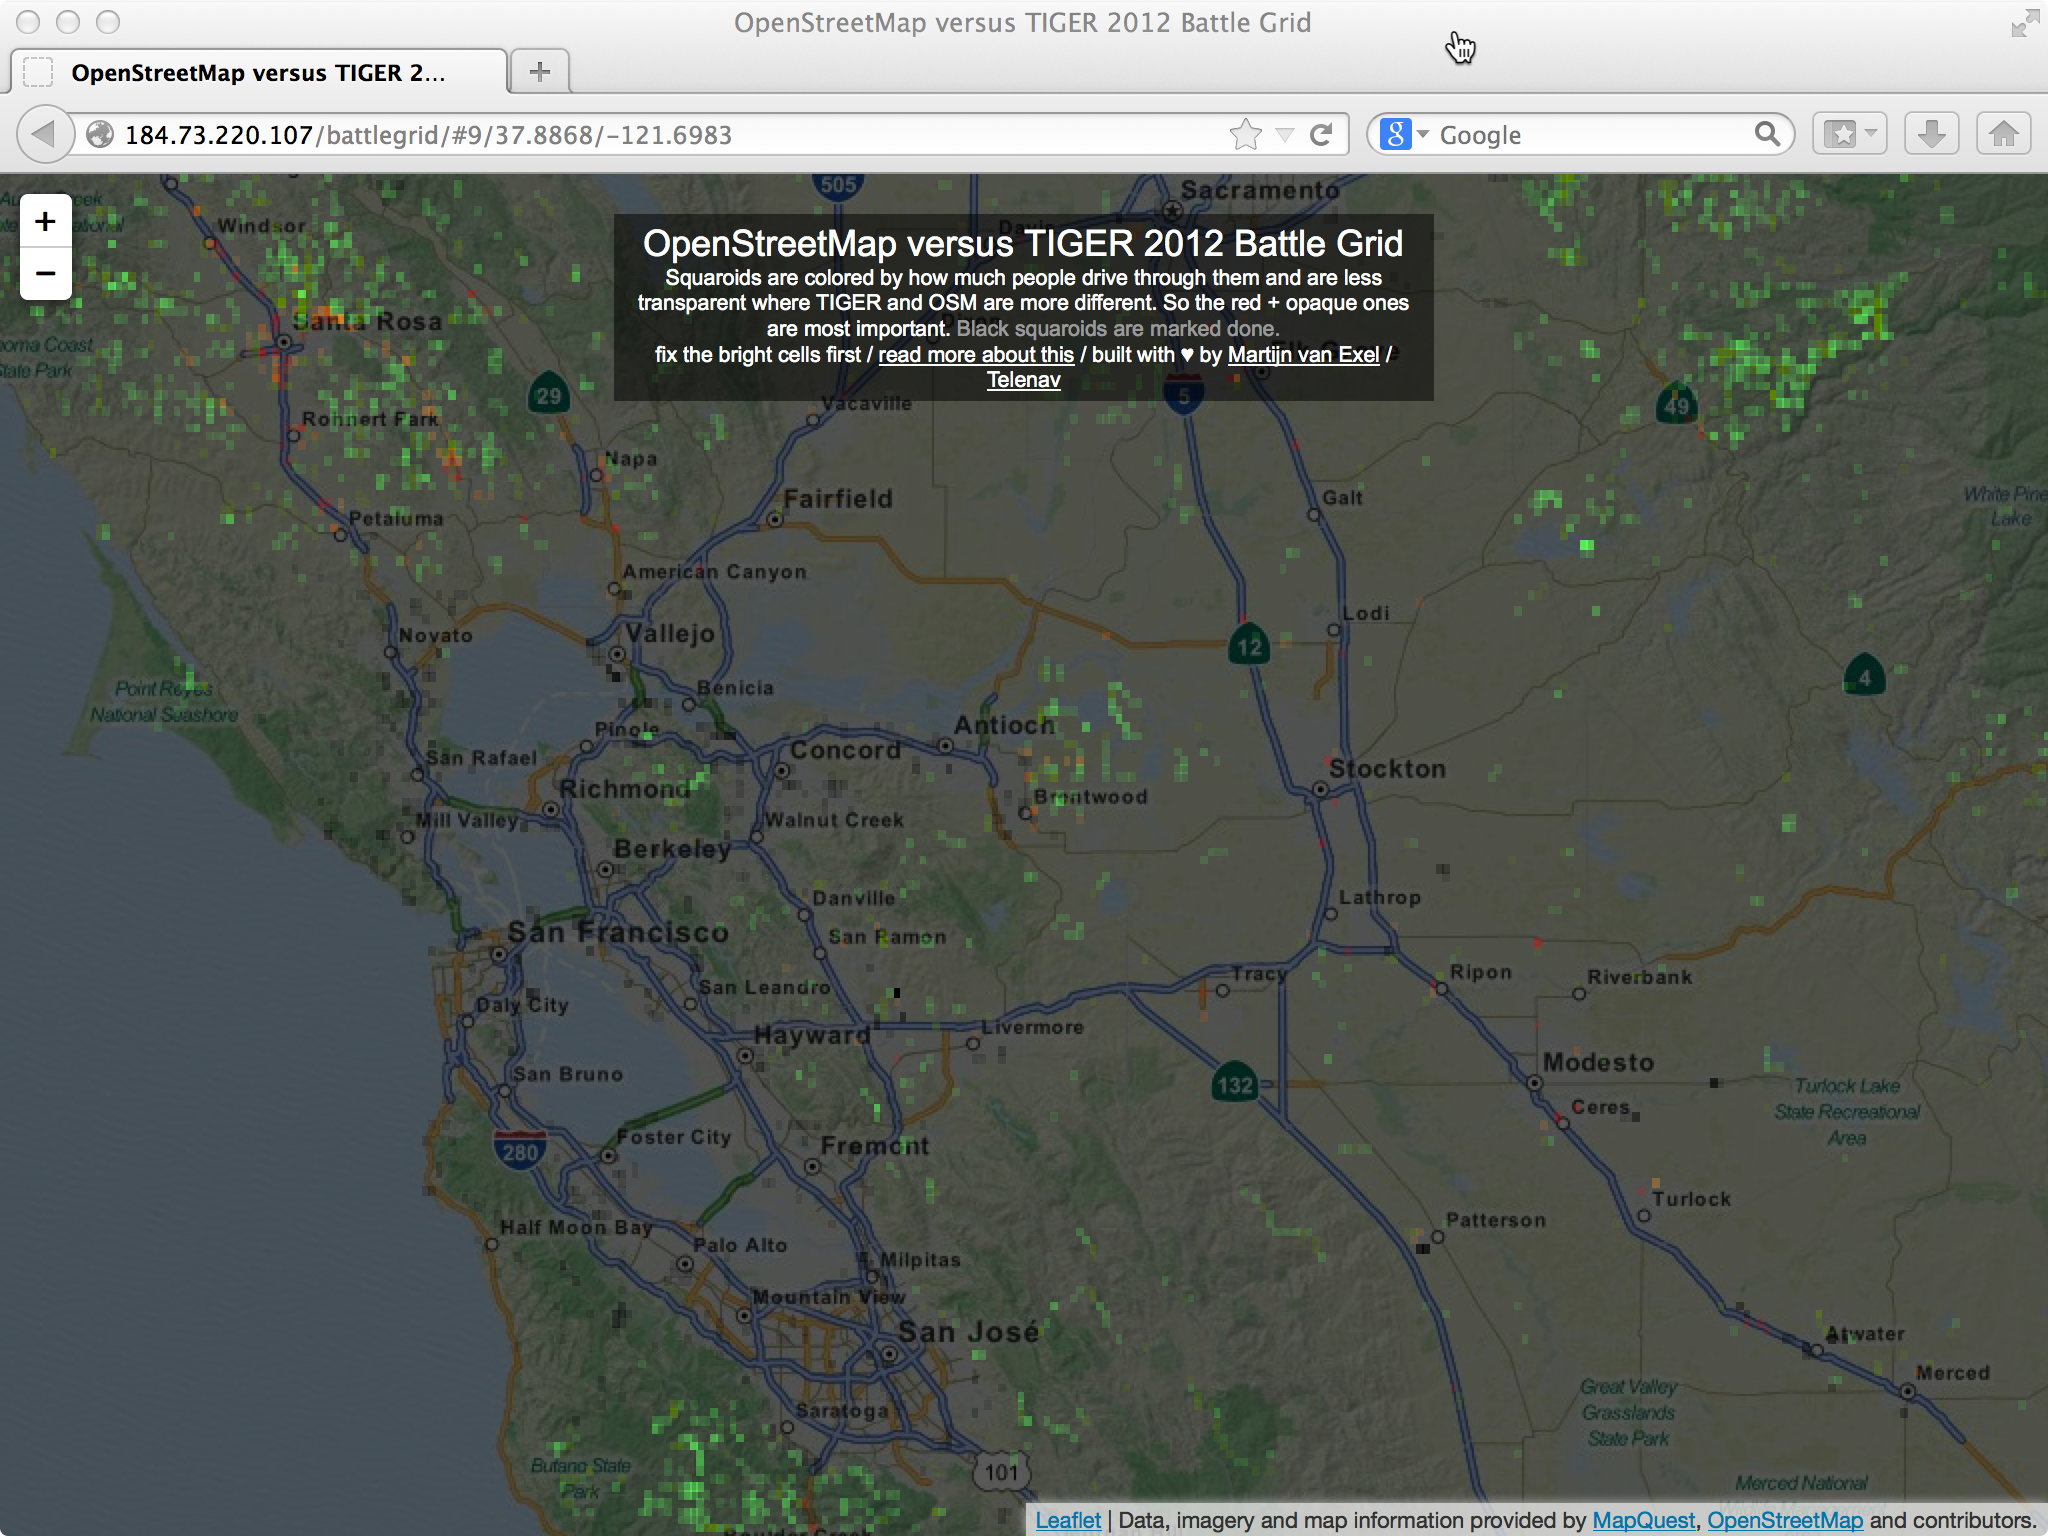 OpenStreetMap versus TIGER 2012 Battle Grid
OpenStreetMap versus TIGER 2...
184.73.220.107/battlegrid/#9/37.8868/-121.6983
Google
+
−
OpenStreetMap versus TIGER 2012 Battle Grid
Squaroids are colored by how much people drive through them and are less
transparent where TIGER and OSM are more different. So the red + opaque ones
are most important. Black squaroids are marked done.
fix the bright cells first / read more about this / built with ♥ by Martijn van Exel /
Telenav
505
Sacramento
Windsor
Santa Rosa
State Park
29
5
49
Vacaville
Rohnert Park
Napa
Fairfield
Galt
White Pine
Lake
Petaluma
American Canyon
Lodi
Novato
Vallejo
12
4
Point Reyes
National Seashore
Benicia
Pinole
Antioch
Concord
San Rafael
Stockton
Richmond
Brentwood
Mill Valley
Walnut Creek
Berkeley
Danville
Lathrop
San Francisco
San Ramon
Tracy
Ripon
Riverbank
San Leandro
Daly City
Livermore
Hayward
Modesto
San Bruno
132
Turlock Lake
State Recreational
Area
Ceres
Foster City
Fremont
280
Turlock
Half Moon Bay
Patterson
Palo Alto
Milpitas
Mountain View
San José
Atwater
Merced
Great Valley
Grasslands
State Park
Saratoga
Butano State
Park
101
Merced National
Leaflet | Data, imagery and map information provided by MapQuest, OpenStreetMap and contributors.